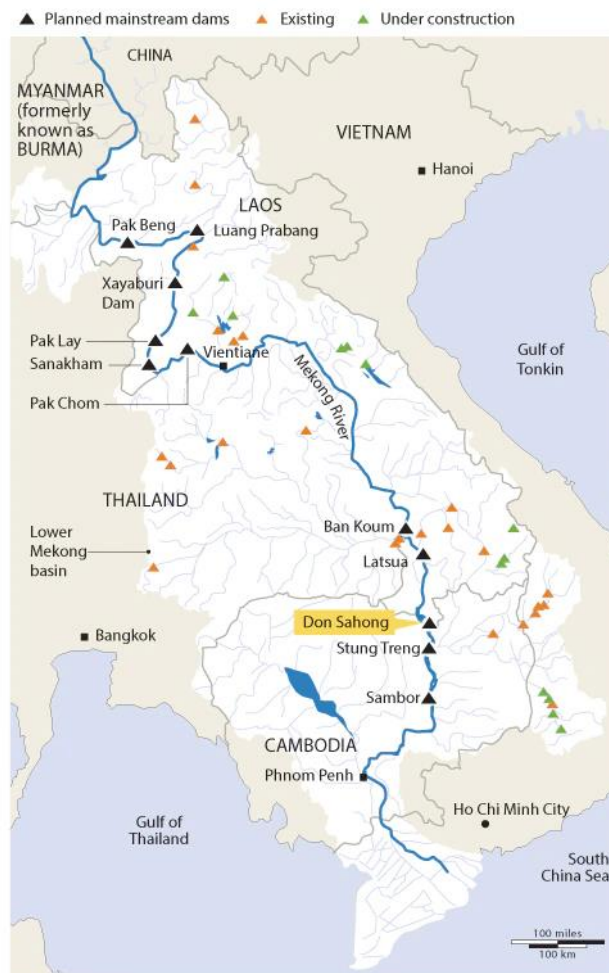 Planned mainstream dams Existing Under construction
CHINA
MYANMAR
(formerly
known as
BURMA)
VIETNAM
Hanoi
LAOS
Pak Beng
Luang Prabang
Xayaburi
Dam
Pak Lay
Sanakham
Vientiane
Pak Chom
Mekong River
Gulf of
Tonkin
THAILAND
Ban Koum
Lower
Mekong
basin
Latsua
Don Sahong
Bangkok
Stung Treng
Sambor
CAMBODIA
Phnom Penh
Gulf of
Thailand
Ho Chi Minh City
South
China Sea
100 miles
100 km